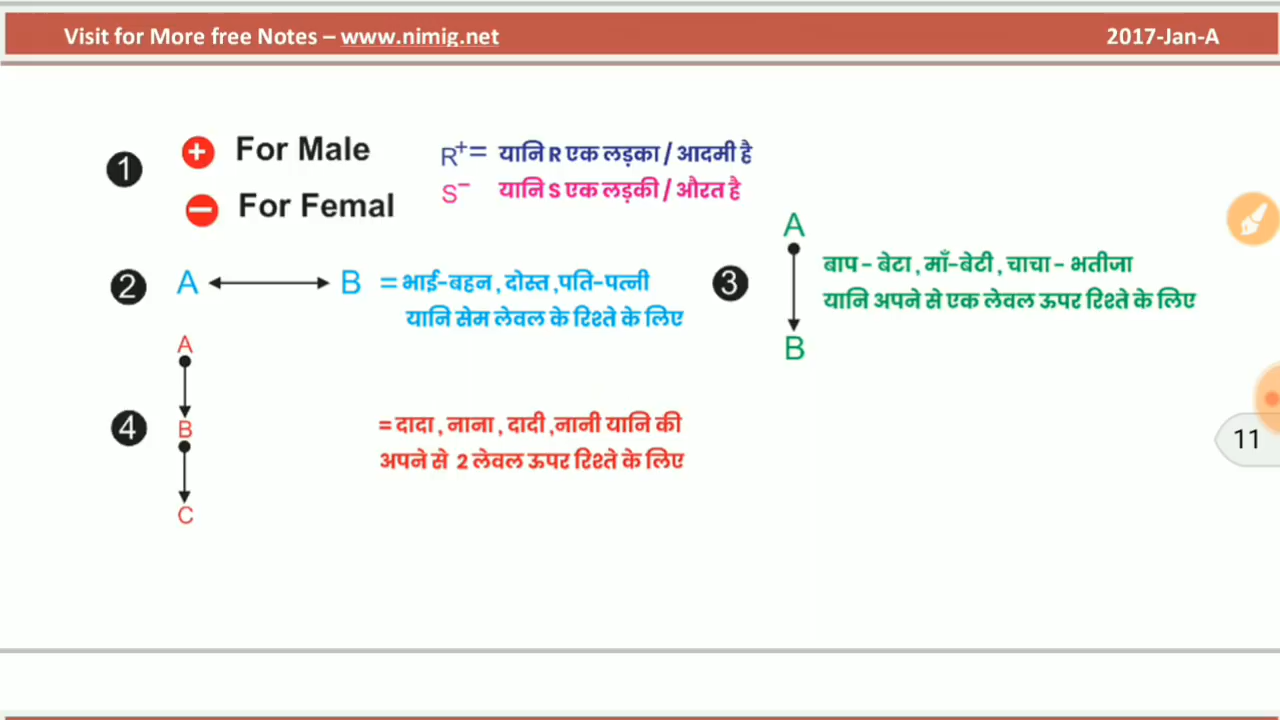 Visit for More free Notes – www.nimig.net
2017-Jan-A
1
+ For Male
− For Femal
R⁺= यानि R एक लड़का / आदमी है
S⁻ यानि S एक लड़की / औरत है
2
A B = भाई-बहन , दोस्त ,पति-पत्नी
यानि सेम लेवल के रिश्ते के लिए
3
A
बाप - बेटा , माँ-बेटी , चाचा - भतीजा
यानि अपने से एक लेवल ऊपर रिश्ते के लिए
B
4
A
B
C
= दादा , नाना , दादी ,नानी यानि की
अपने से 2 लेवल ऊपर रिश्ते के लिए
11